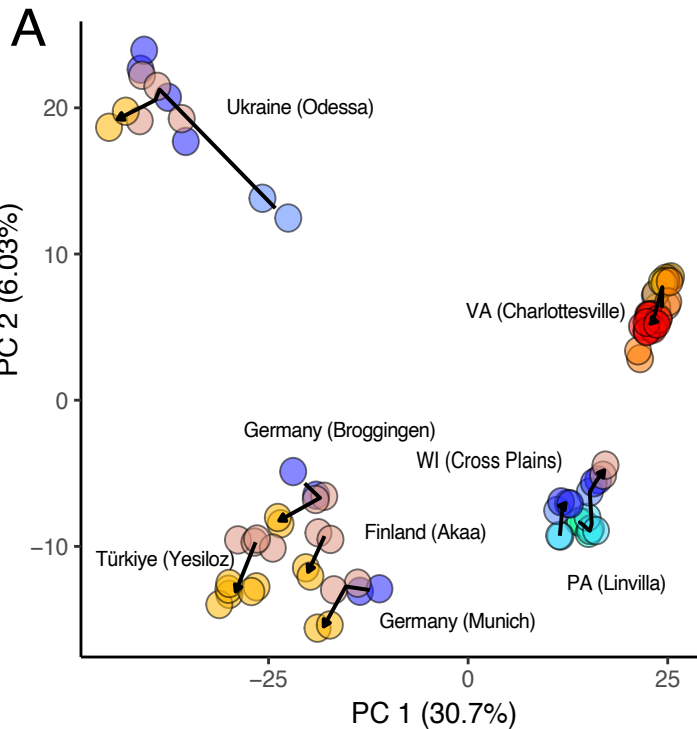 A
PC 2 (6.03%)
20
10
0
−10
Ukraine (Odessa)
VA (Charlottesville)
Germany (Broggingen)
WI (Cross Plains)
Finland (Akaa)
Türkiye (Yesiloz)
PA (Linvilla)
Germany (Munich)
−25
0
25
PC 1 (30.7%)